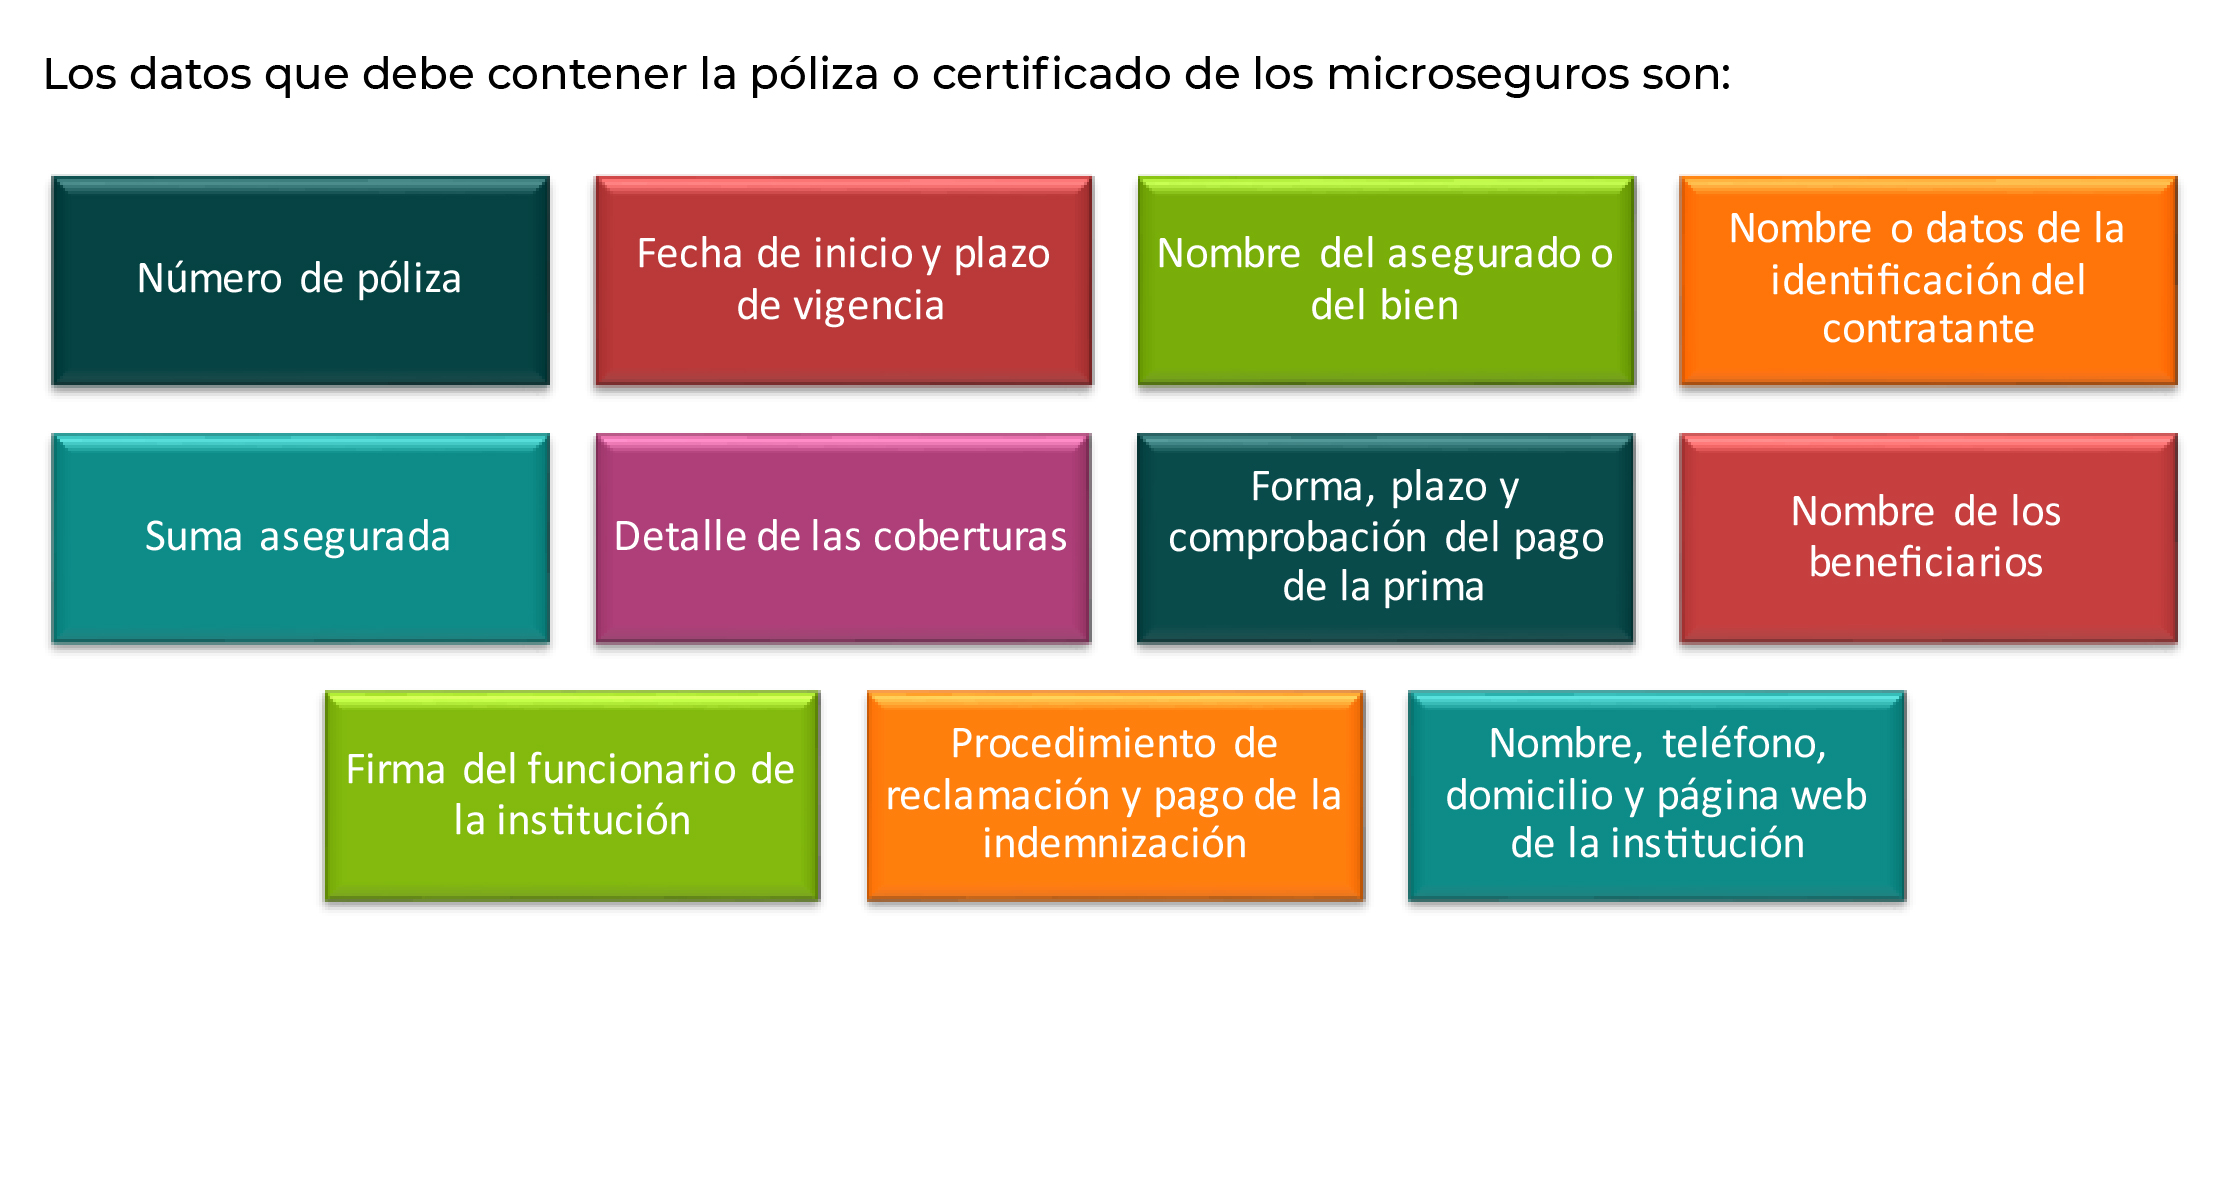 Los datos que debe contener la póliza o certificado de los microseguros son:
Número de póliza
Fecha de inicio y plazo
de vigencia
Nombre del asegurado o
del bien
Nombre o datos de la
identificación del
contratante
Suma asegurada
Detalle de las coberturas
Forma, plazo y
comprobación del pago
de la prima
Nombre de los
beneficiarios
Firma del funcionario de
la institución
Procedimiento de
reclamación y pago de la
indemnización
Nombre, teléfono,
domicilio y página web
de la institución